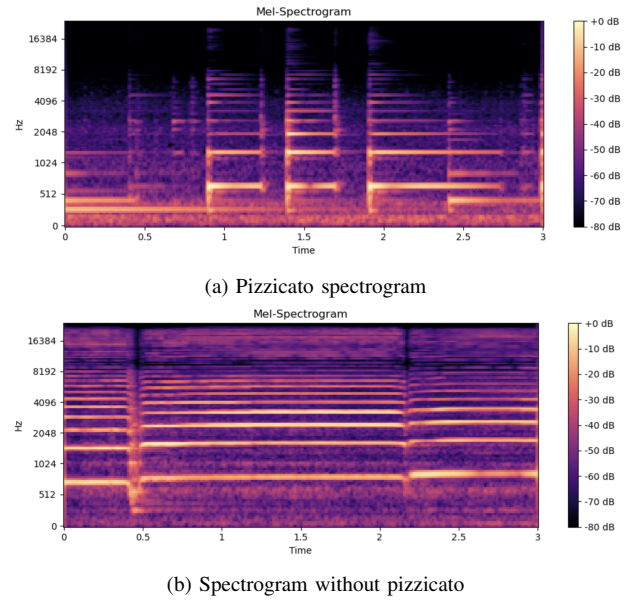 Mel-Spectrogram
16384
8192
4096
2048
1024
512
0
Hz
0
0.5
1
1.5
2
2.5
3
Time
+0 dB
-10 dB
-20 dB
-30 dB
-40 dB
-50 dB
-60 dB
-70 dB
-80 dB
(a) Pizzicato spectrogram
Mel-Spectrogram
16384
8192
4096
2048
1024
512
0
Hz
0
0.5
1
1.5
2
2.5
3
Time
+0 dB
-10 dB
-20 dB
-30 dB
-40 dB
-50 dB
-60 dB
-70 dB
-80 dB
(b) Spectrogram without pizzicato